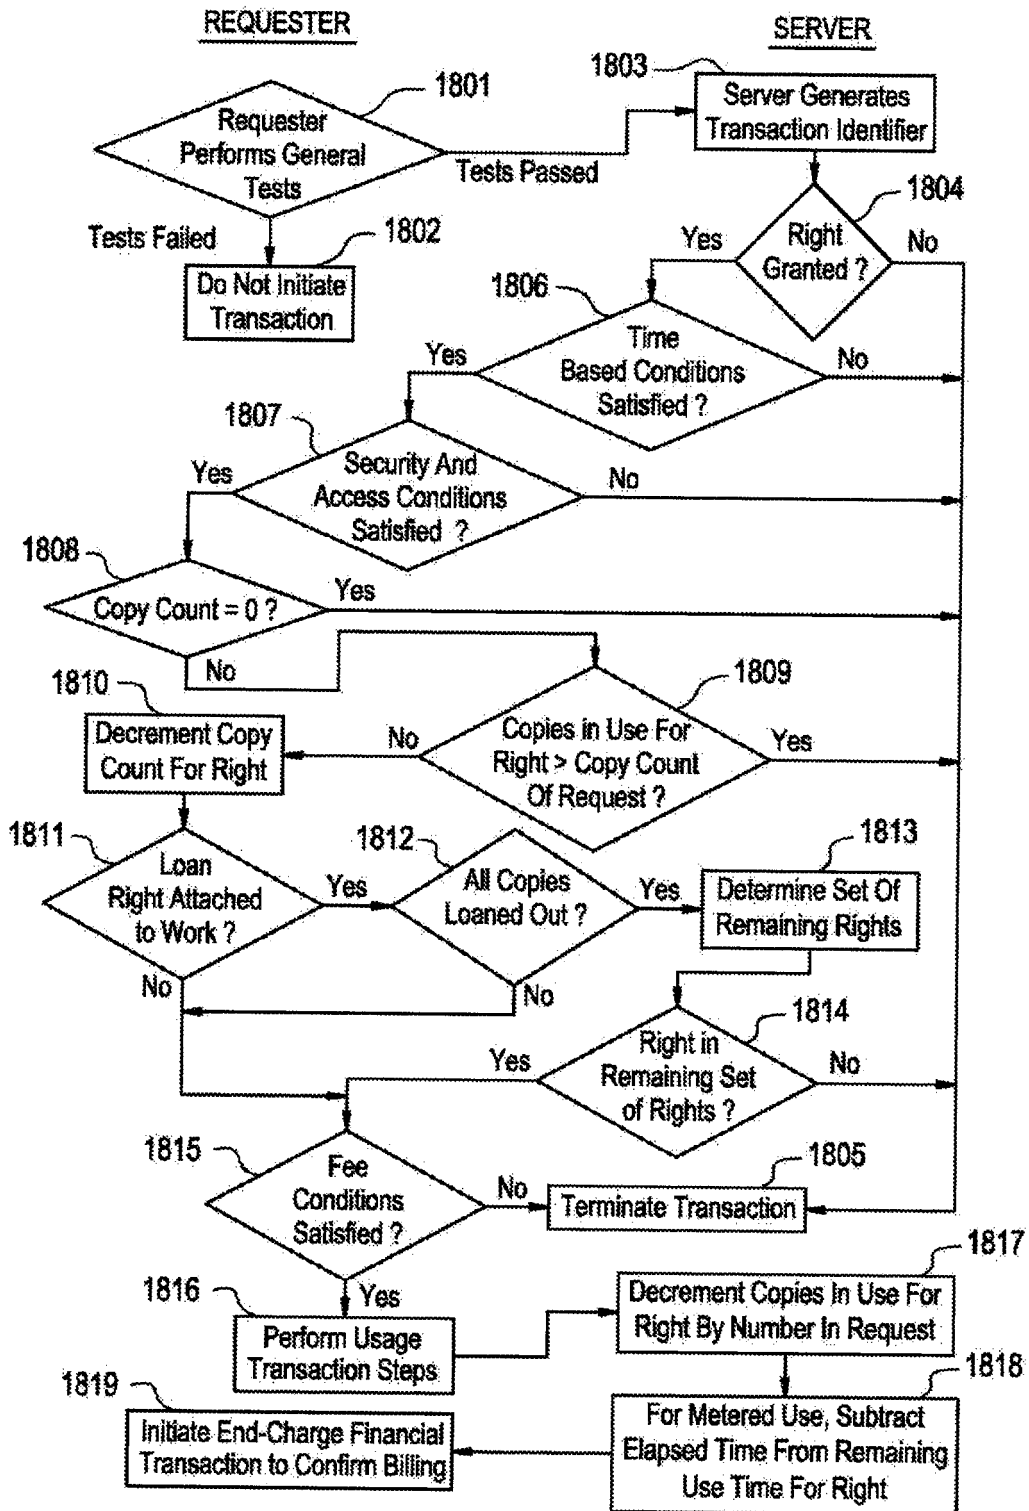 REQUESTER
SERVER
1801
Requester
Performs General
Tests
Tests Passed
Tests Failed
1802
Do Not Initiate
Transaction
1803
Server Generates
Transaction Identifier
1804
Right
Granted ?
Yes
No
1806
Time
Based Conditions
Satisfied ?
Yes
No
1807
Security And
Access Conditions
Satisfied ?
Yes
No
1808
Copy Count = 0 ?
Yes
No
1809
Copies in Use For
Right > Copy Count
Of Request ?
No
Yes
1810
Decrement Copy
Count For Right
1811
Loan
Right Attached
to Work ?
Yes
No
1812
All Copies
Loaned Out ?
Yes
No
1813
Determine Set Of
Remaining Rights
1814
Right in
Remaining Set
of Rights ?
Yes
No
1815
Fee
Conditions
Satisfied ?
No
Yes
1805
Terminate Transaction
1816
Perform Usage
Transaction Steps
1817
Decrement Copies In Use For
Right By Number In Request
1818
For Metered Use, Subtract
Elapsed Time From Remaining
Use Time For Right
1819
Initiate End-Charge Financial
Transaction to Confirm Billing